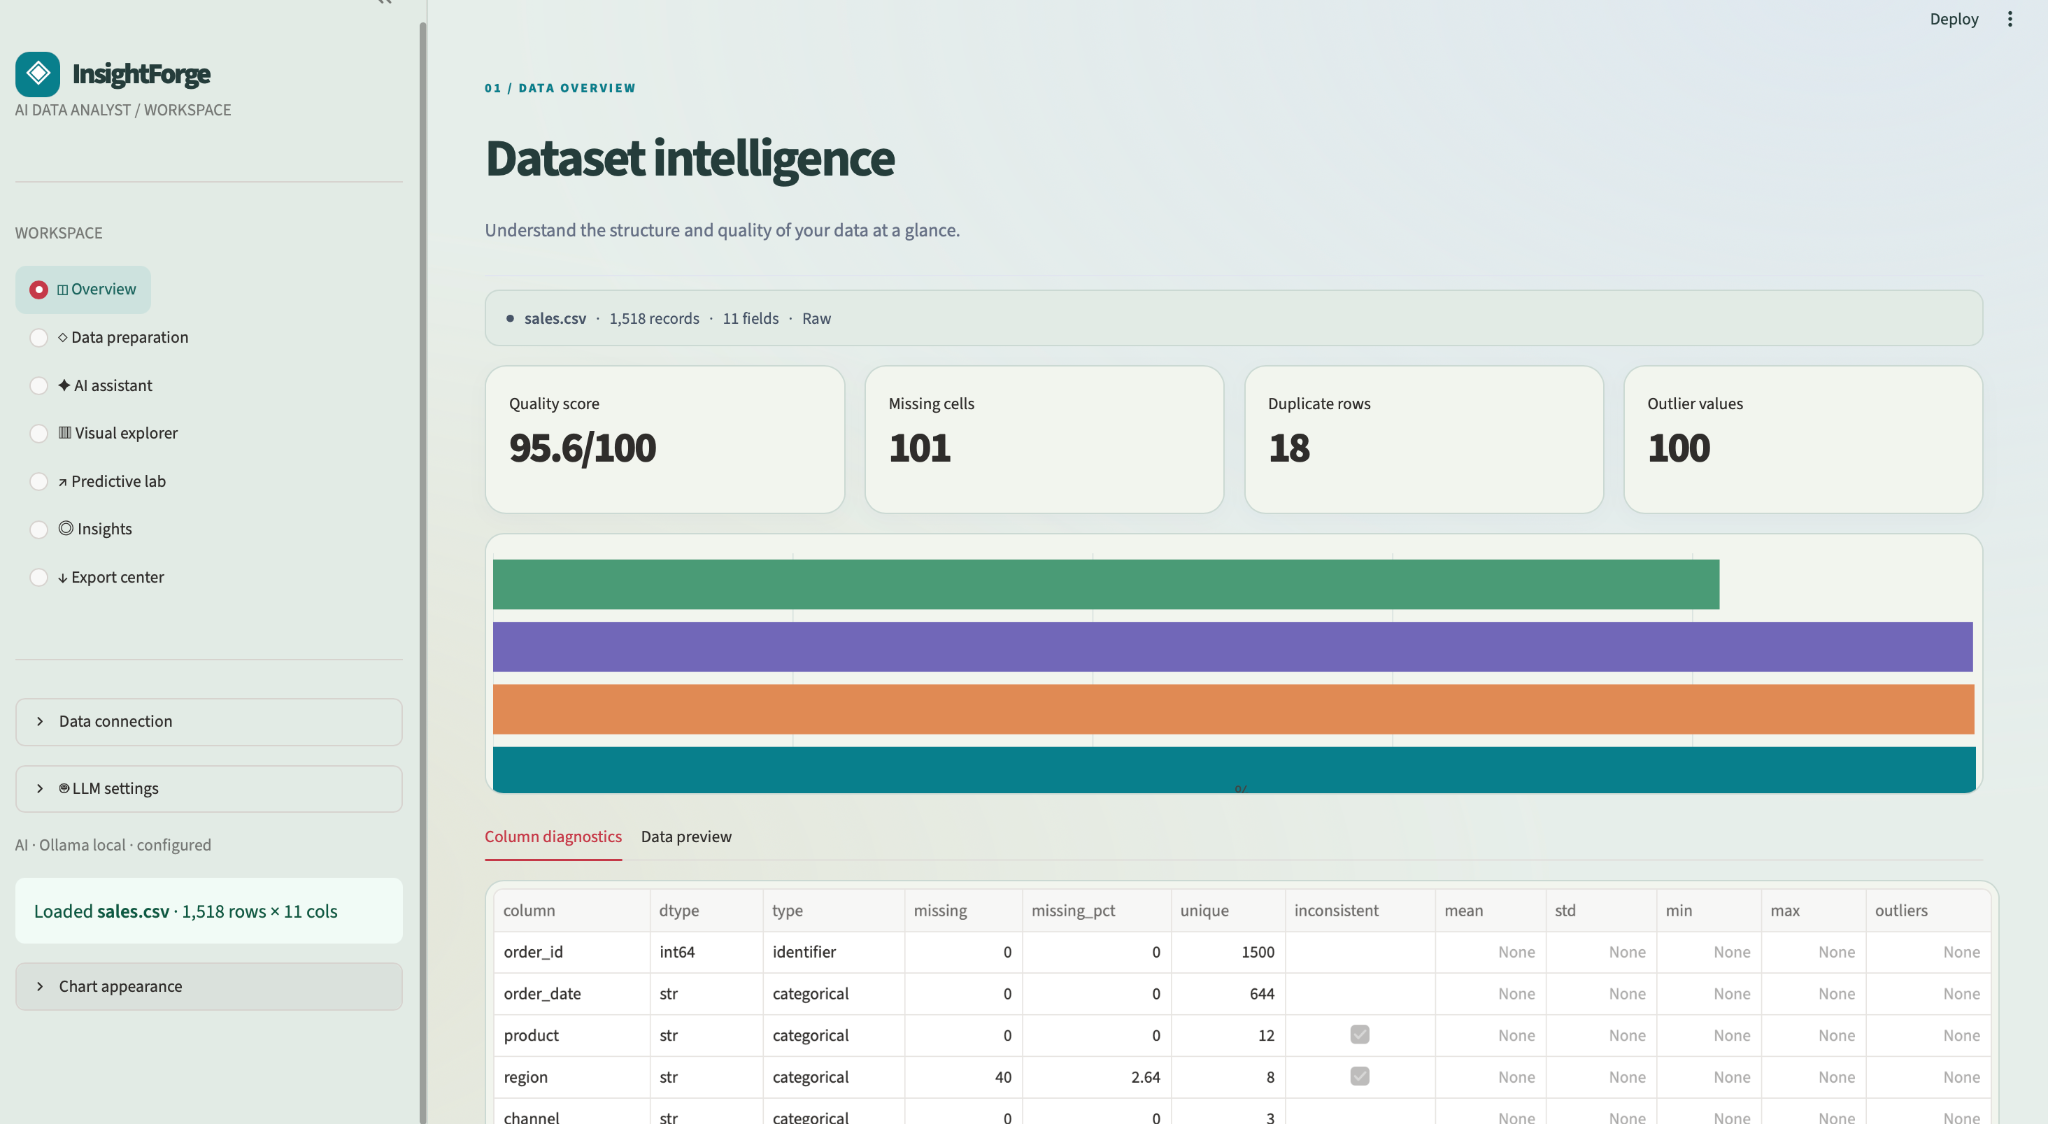 InsightForge
AI DATA ANALYST / WORKSPACE
WORKSPACE
Overview
Data preparation
AI assistant
Visual explorer
Predictive lab
Insights
Export center
Data connection
LLM settings
AI · Ollama local · configured
Loaded sales.csv · 1,518 rows × 11 cols
Chart appearance
Deploy
01 / DATA OVERVIEW
Dataset intelligence
Understand the structure and quality of your data at a glance.
sales.csv · 1,518 records · 11 fields · Raw
Quality score Missing cells Duplicate rows Outlier values
95.6/100 101 18 100
%
Column diagnostics Data preview
column dtype type missing missing_pct unique inconsistent mean std min max outliers
order_id int64 identifier 0 0 1500 None None None None None
order_date str categorical 0 0 644 None None None None None
product str categorical 0 0 12 None None None None None
region str categorical 40 2.64 8 None None None None None
channel str categorical 0 0 3 None None None None None